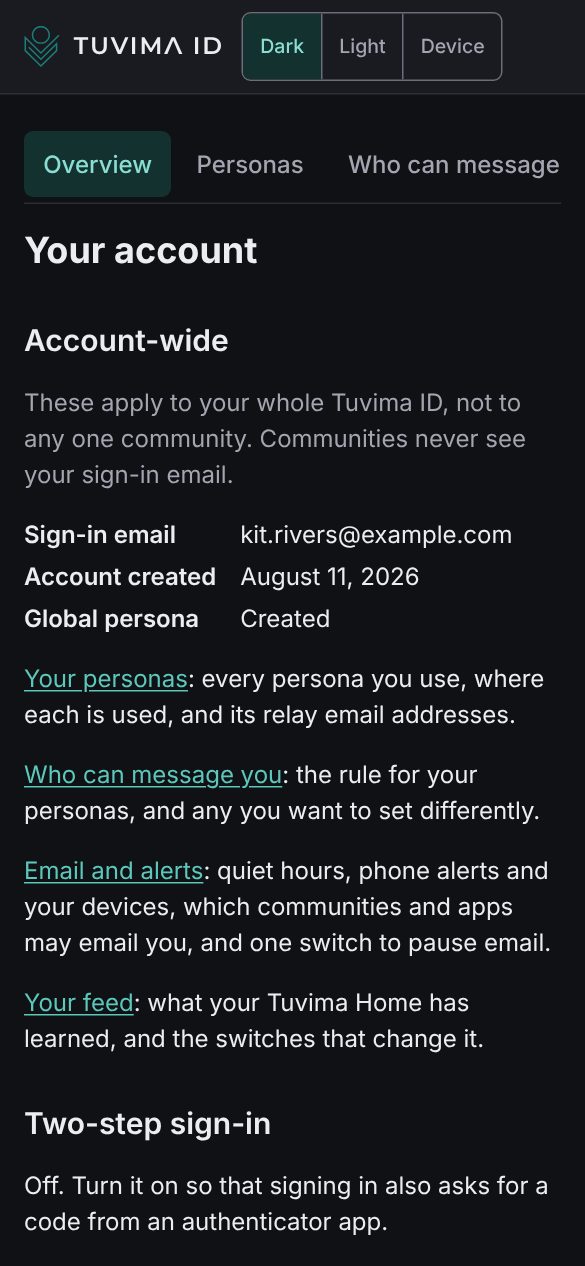 TUVIMA ID
Dark
Light
Device
Overview
Personas
Who can message
Your account
Account-wide
These apply to your whole Tuvima ID, not to
any one community. Communities never see
your sign-in email.
Sign-in email kit.rivers@example.com
Account created August 11, 2026
Global persona Created
Your personas: every persona you use, where
each is used, and its relay email addresses.
Who can message you: the rule for your
personas, and any you want to set differently.
Email and alerts: quiet hours, phone alerts and
your devices, which communities and apps
may email you, and one switch to pause email.
Your feed: what your Tuvima Home has
learned, and the switches that change it.
Two-step sign-in
Off. Turn it on so that signing in also asks for a
code from an authenticator app.